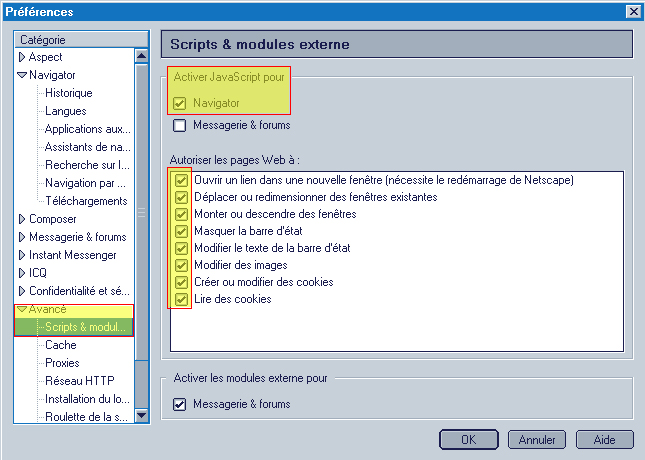 Préférences
Catégorie
Aspect
Navigator
Historique
Langues
Applications aux...
Assistants de na...
Recherche sur l...
Navigation par ...
Téléchargements
Composer
Messagerie & forums
Instant Messenger
ICQ
Confidentialité et sé...
Avancé
Scripts & modul...
Cache
Proxies
Réseau HTTP
Installation du lo...
Roulette de la s...
Scripts & modules externe
Activer JavaScript pour
Navigator
Messagerie & forums
Autoriser les pages Web à :
Ouvrir un lien dans une nouvelle fenêtre (nécessite le redémarrage de Netscape)
Déplacer ou redimensionner des fenêtres existantes
Monter ou descendre des fenêtres
Masquer la barre d'état
Modifier le texte de la barre d'état
Modifier des images
Créer ou modifier des cookies
Lire des cookies
Activer les modules externe pour
Messagerie & forums
OK
Annuler
Aide